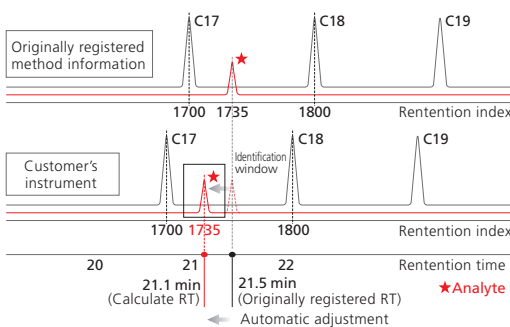 C17 C18 C19
Originally registered
method information
★
1700 1735 1800 Rentention index
C17 C18 C19
Customer's
instrument
Identification
window
★
1700 1735 1800 Rentention index
20 21 22 Rentention time
21.1 min 21.5 min ★Analyte
(Calculate RT) (Originally registered RT)
Automatic adjustment